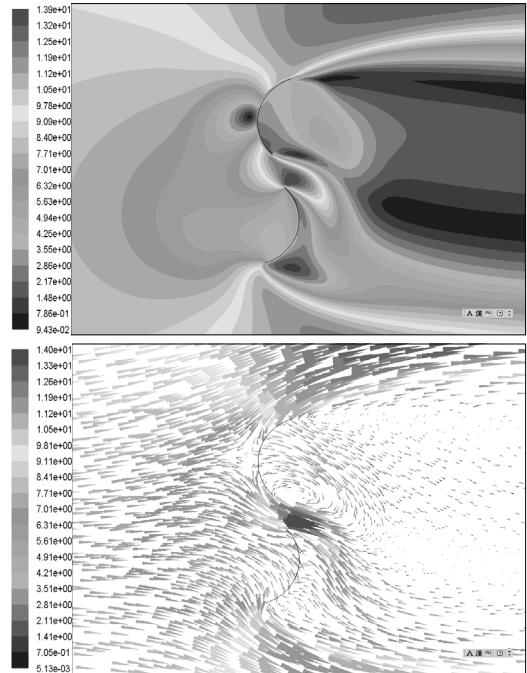 1.39e+01
1.32e+01
1.25e+01
1.19e+01
1.12e+01
1.05e+01
9.78e+00
9.09e+00
8.40e+00
7.71e+00
7.01e+00
6.32e+00
5.63e+00
4.94e+00
4.25e+00
3.55e+00
2.86e+00
2.17e+00
1.48e+00
7.86e-01
9.43e-02
A 漢
1.40e+01
1.33e+01
1.26e+01
1.19e+01
1.12e+01
1.05e+01
9.81e+00
9.11e+00
8.41e+00
7.71e+00
7.01e+00
6.31e+00
5.61e+00
4.91e+00
4.21e+00
3.51e+00
2.81e+00
2.11e+00
1.41e+00
7.05e-01
5.13e-03
A 漢